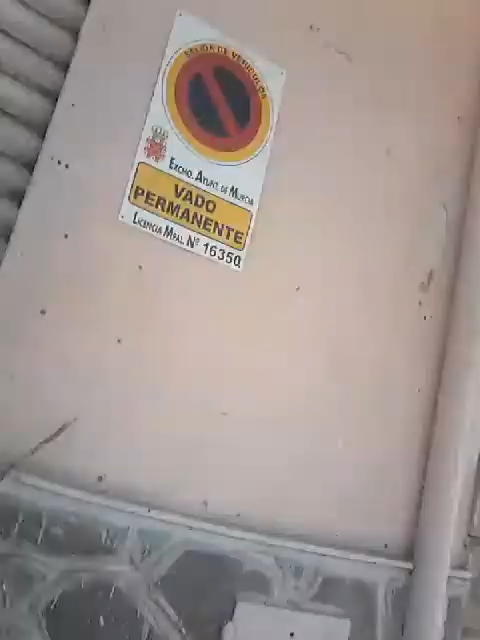 SALIDA DE VEHICULOS
EXCMO. AYUNT. DE MURCIA
VADO
PERMANENTE
LICENCIA MPAL. Nº 16350